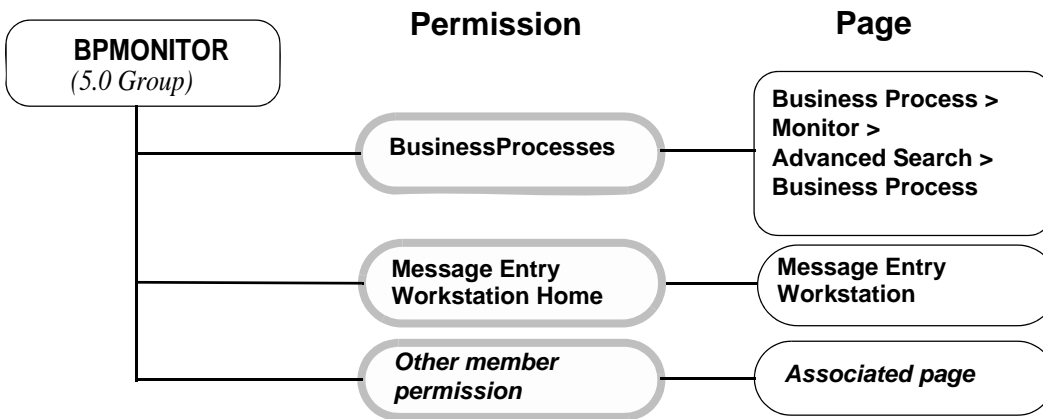 Permission
Page
BPMONITOR
(5.0 Group)
BusinessProcesses
Business Process >
Monitor >
Advanced Search >
Business Process
Message Entry
Workstation Home
Message Entry
Workstation
Other member
permission
Associated page